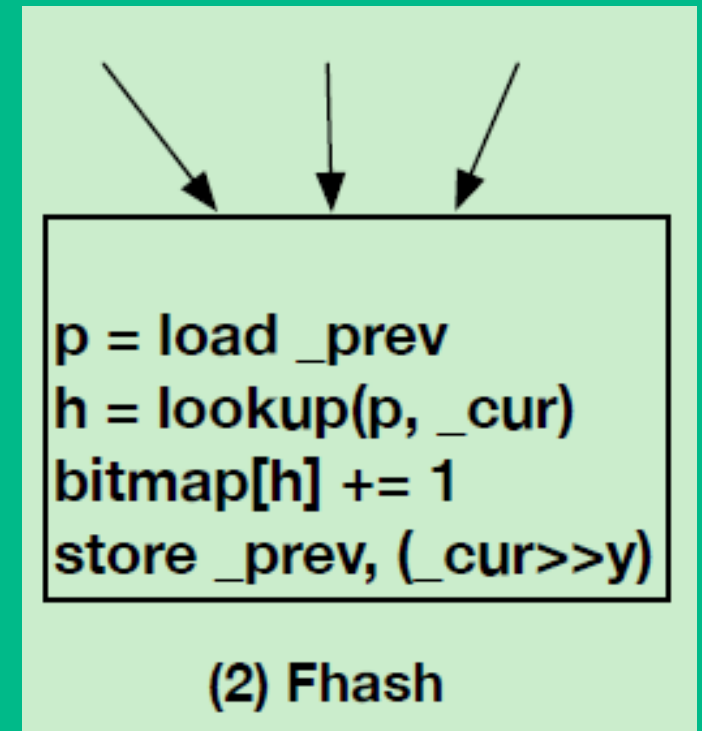 p = load _prev
h = lookup(p, _cur)
bitmap[h] += 1
store _prev, (_cur>>y)
(2) Fhash